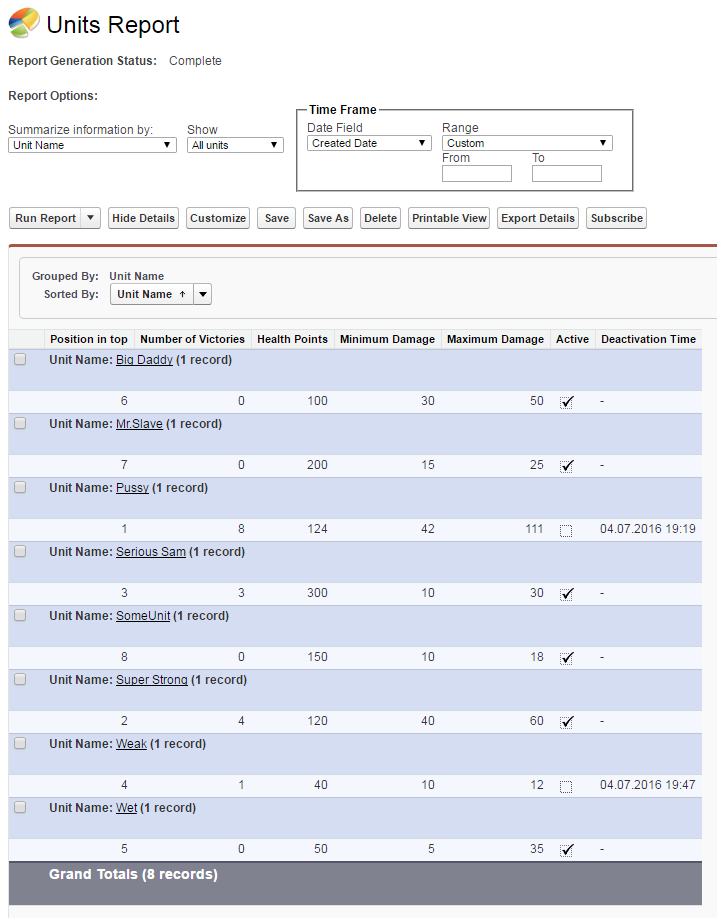 Units Report
Report Generation Status: Complete
Report Options:
Time Frame
Summarize information by: Show Date Field Range
Unit Name All units Created Date Custom
From To
Run Report Hide Details Customize Save Save As Delete Printable View Export Details Subscribe
Grouped By: Unit Name
Sorted By: Unit Name ↑
Position in top Number of Victories Health Points Minimum Damage Maximum Damage Active Deactivation Time
Unit Name: Big Daddy (1 record)
6 0 100 30 50 -
Unit Name: Mr.Slave (1 record)
7 0 200 15 25 -
Unit Name: Pussy (1 record)
1 8 124 42 111 04.07.2016 19:19
Unit Name: Serious Sam (1 record)
3 3 300 10 30 -
Unit Name: SomeUnit (1 record)
8 0 150 10 18 -
Unit Name: Super Strong (1 record)
2 4 120 40 60 -
Unit Name: Weak (1 record)
4 1 40 10 12 04.07.2016 19:47
Unit Name: Wet (1 record)
5 0 50 5 35 -
Grand Totals (8 records)